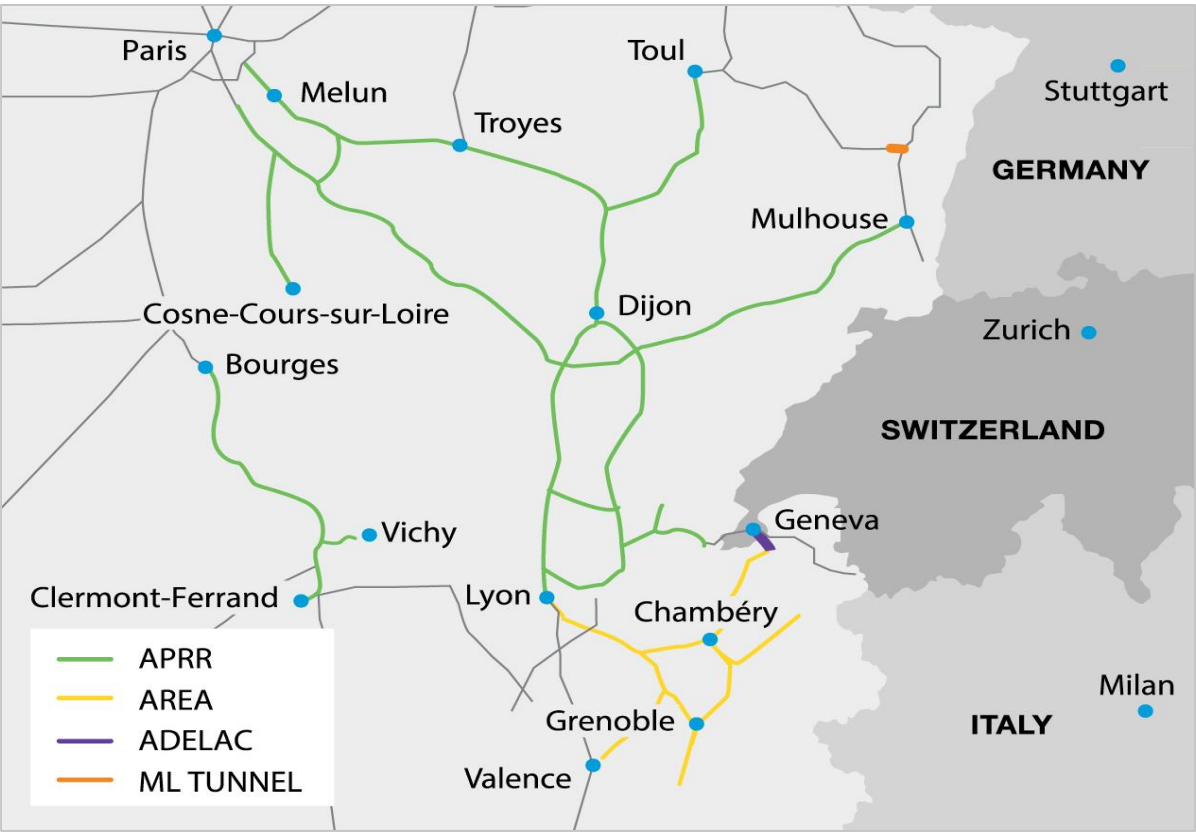 Paris
Melun
Troyes
Toul
Stuttgart
GERMANY
Mulhouse
Cosne-Cours-sur-Loire
Dijon
Zurich
Bourges
SWITZERLAND
Vichy
Geneva
Clermont-Ferrand
Lyon
Chambéry
Milan
Grenoble
ITALY
Valence
APRR
AREA
ADELAC
ML TUNNEL